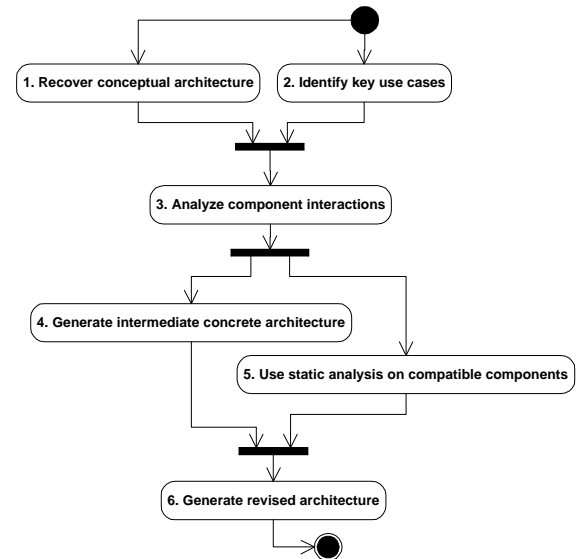 1. Recover conceptual architecture
2. Identify key use cases
3. Analyze component interactions
4. Generate intermediate concrete architecture
5. Use static analysis on compatible components
6. Generate revised architecture